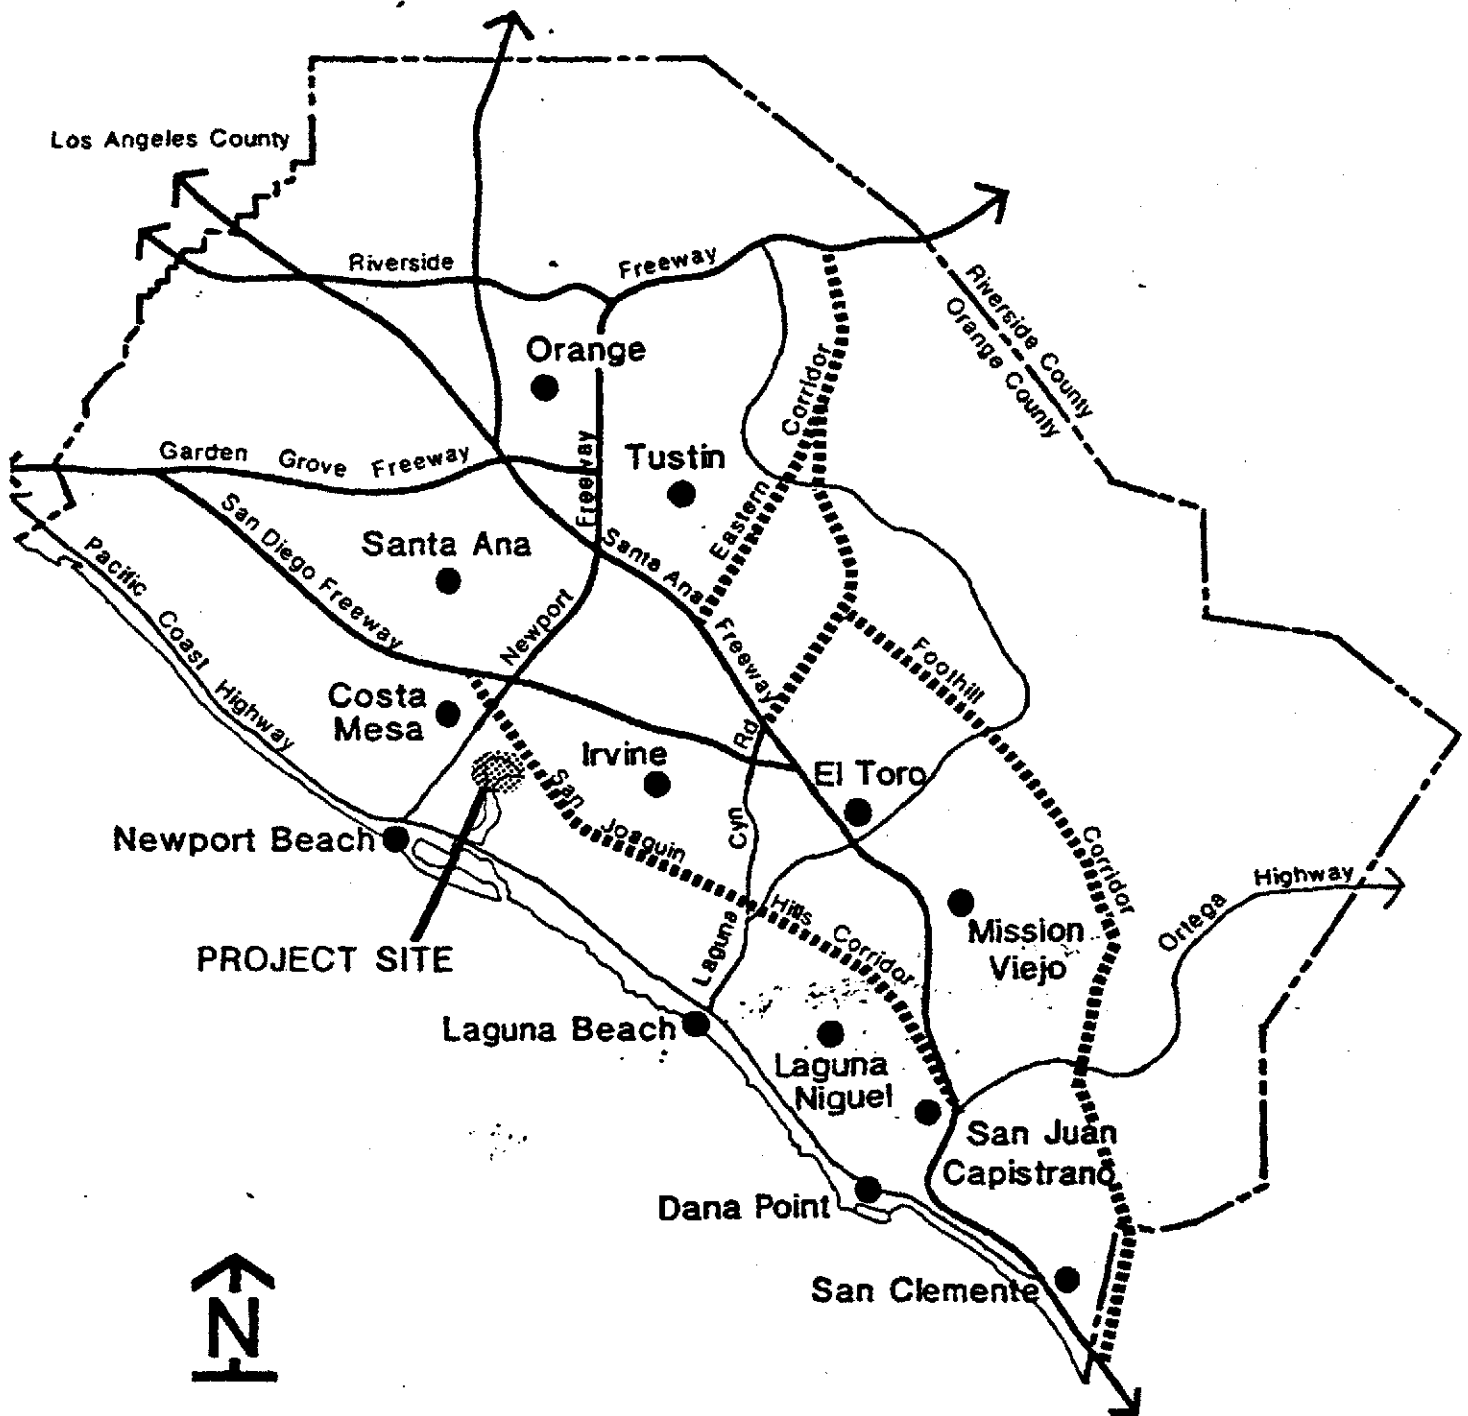 Los Angeles County
Riverside Freeway
Riverside County
Orange County
Orange
Corridor
Eastern
Garden Grove Freeway
Freeway
Tustin
San Diego Freeway
Santa Ana
Santa Ana Freeway
Pacific Coast Highway
Newport
Foothill
Costa
Mesa
Rd
Irvine
El Toro
San Joaquin Hills Corridor
Cyn
Laguna
Newport Beach
Corridor
Ortega Highway
PROJECT SITE
Mission
Viejo
Laguna Beach
Laguna
Niguel
San Juan
Capistrano
Dana Point
San Clemente
N